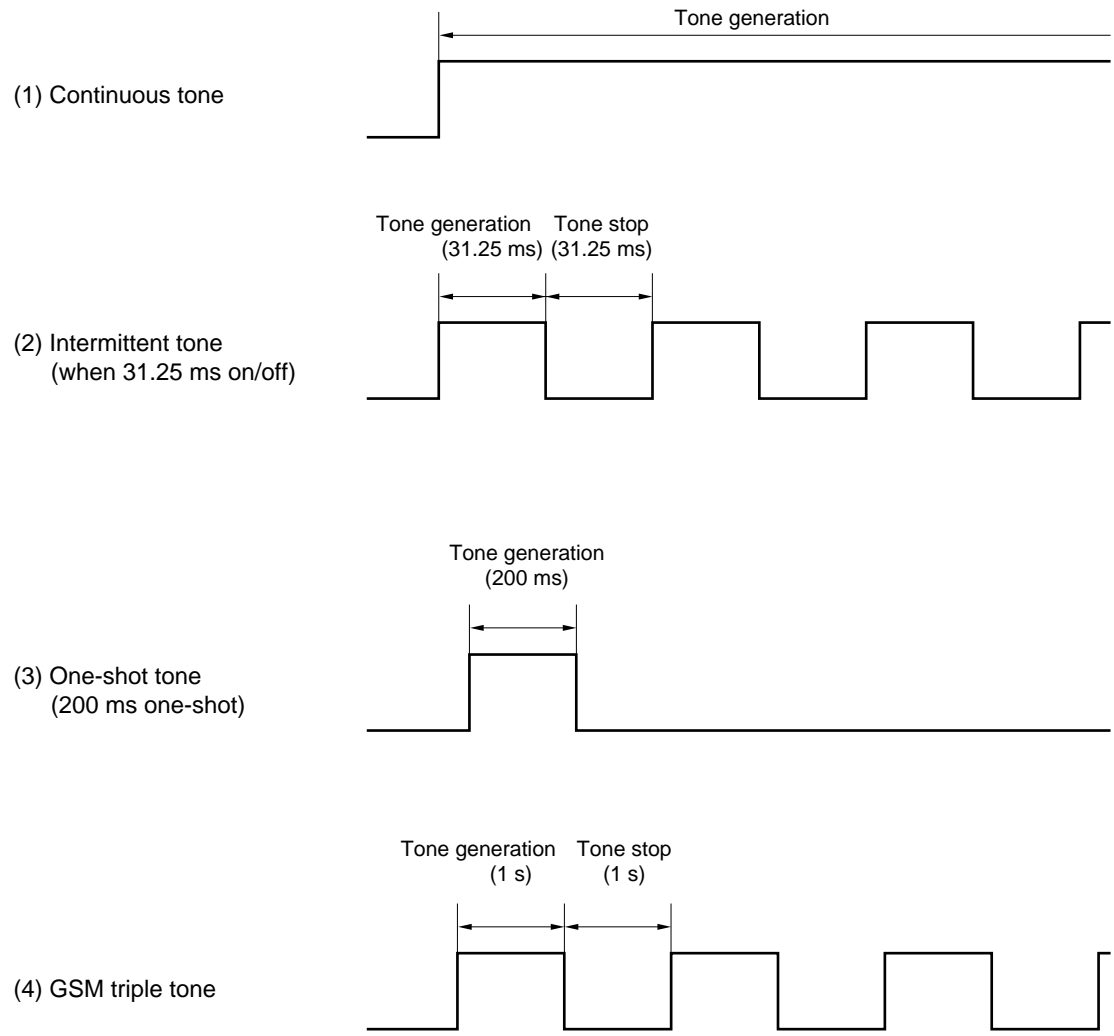 Tone generation
(1) Continuous tone
Tone generation Tone stop
(31.25 ms) (31.25 ms)
(2) Intermittent tone
(when 31.25 ms on/off)
Tone generation
(200 ms)
(3) One-shot tone
(200 ms one-shot)
Tone generation Tone stop
(1 s) (1 s)
(4) GSM triple tone